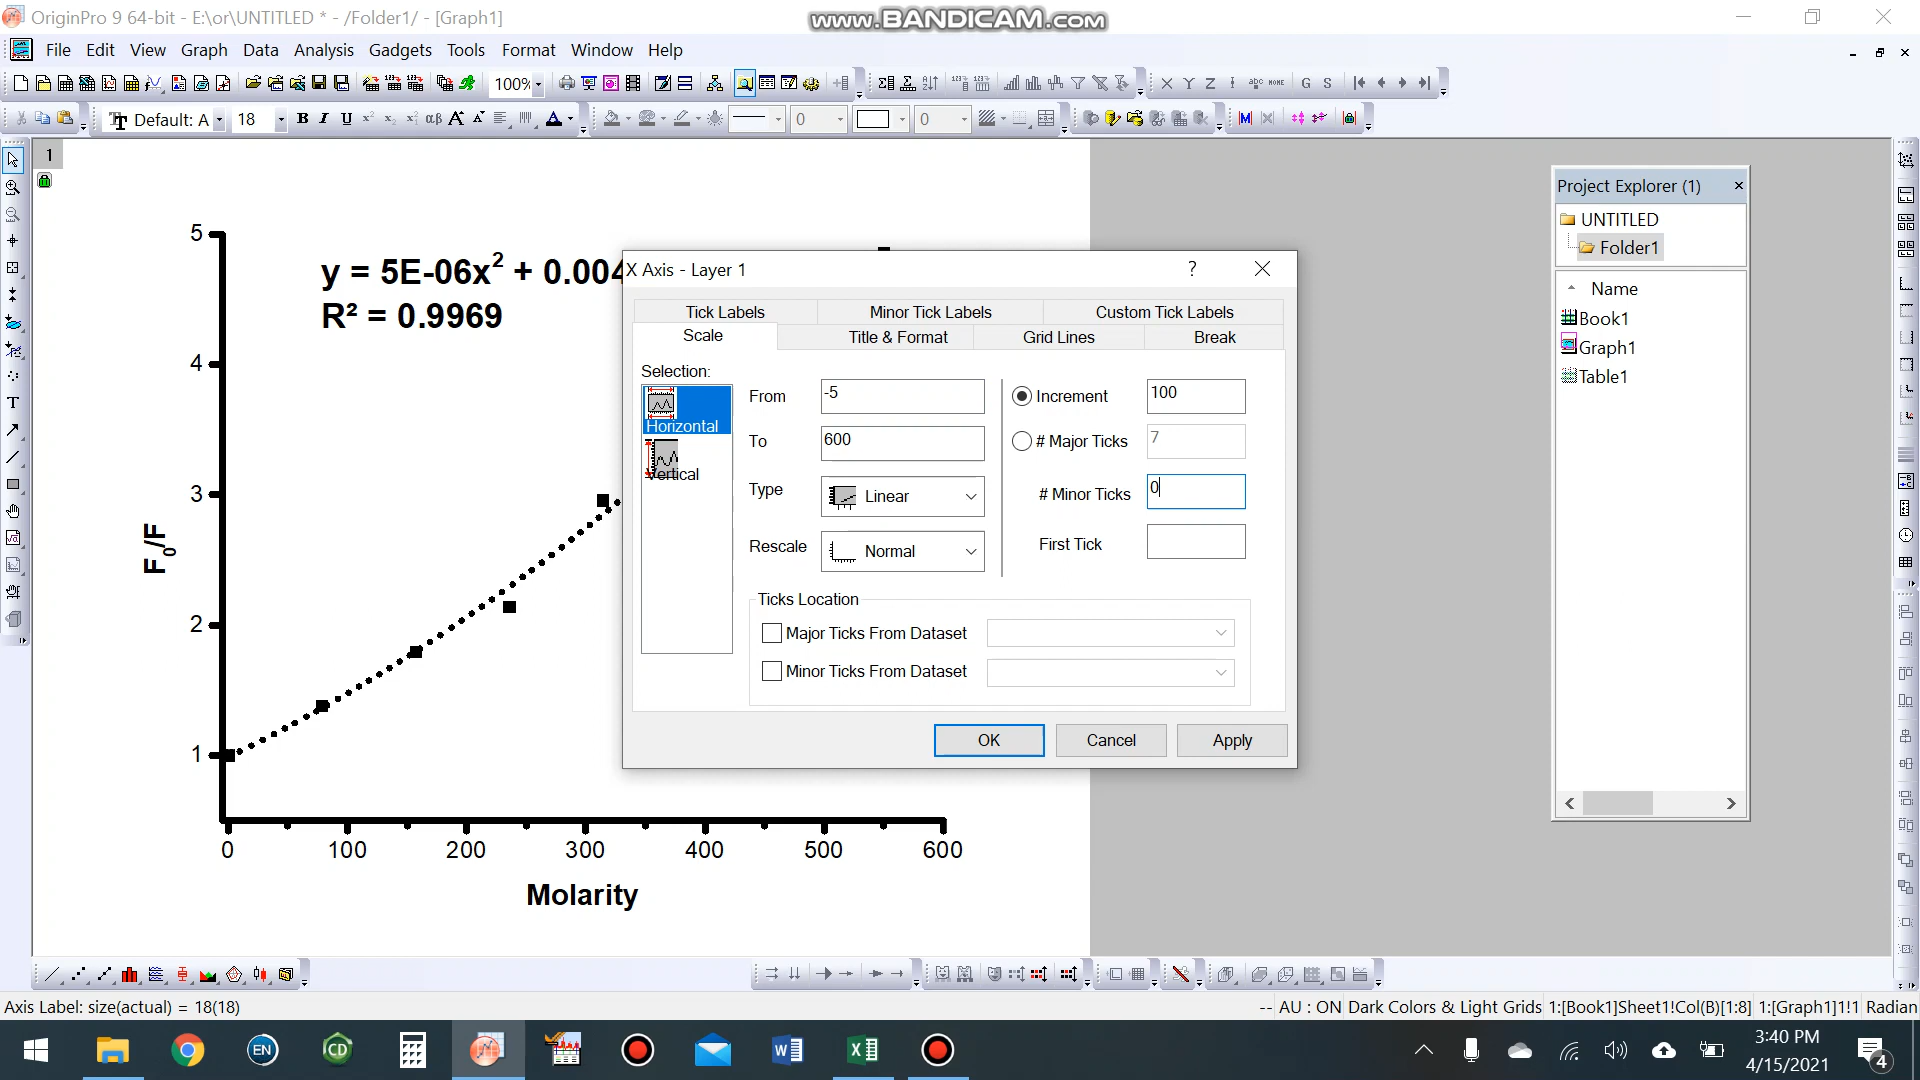 OriginPro 9 64-bit - E:\or\UNTITLED * - /Folder1/ - [Graph1]
www.BANDICAM.com
File Edit View Graph Data Analysis Plot Gadgets Tools Format Window Help
100%
Default: A 18 B I U αβ A A A 0 0
1
y = 5E-06x² + 0.004
R² = 0.9969
5
4
3
2
1
F₀/F
0 100 200 300 400 500 600
Molarity
X Axis - Layer 1 ?
Tick Labels Minor Tick Labels Custom Tick Labels
Scale Title & Format Grid Lines Break
Selection:
Horizontal
Vertical
From -5
To 600
Type Linear
Rescale Normal
Increment 100
# Major Ticks 7
# Minor Ticks 0
First Tick
Ticks Location
Major Ticks From Dataset
Minor Ticks From Dataset
OK Cancel Apply
Project Explorer (1)
UNTITLED
Folder1
Name
Book1
Graph1
Table1
Axis Label: size(actual) = 18(18)
-- AU : ON Dark Colors & Light Grids 1:[Book1]Sheet1!Col(B)[1:8] 1:[Graph1]1!1 Radian
EN CD
3:40 PM
4/15/2021
4